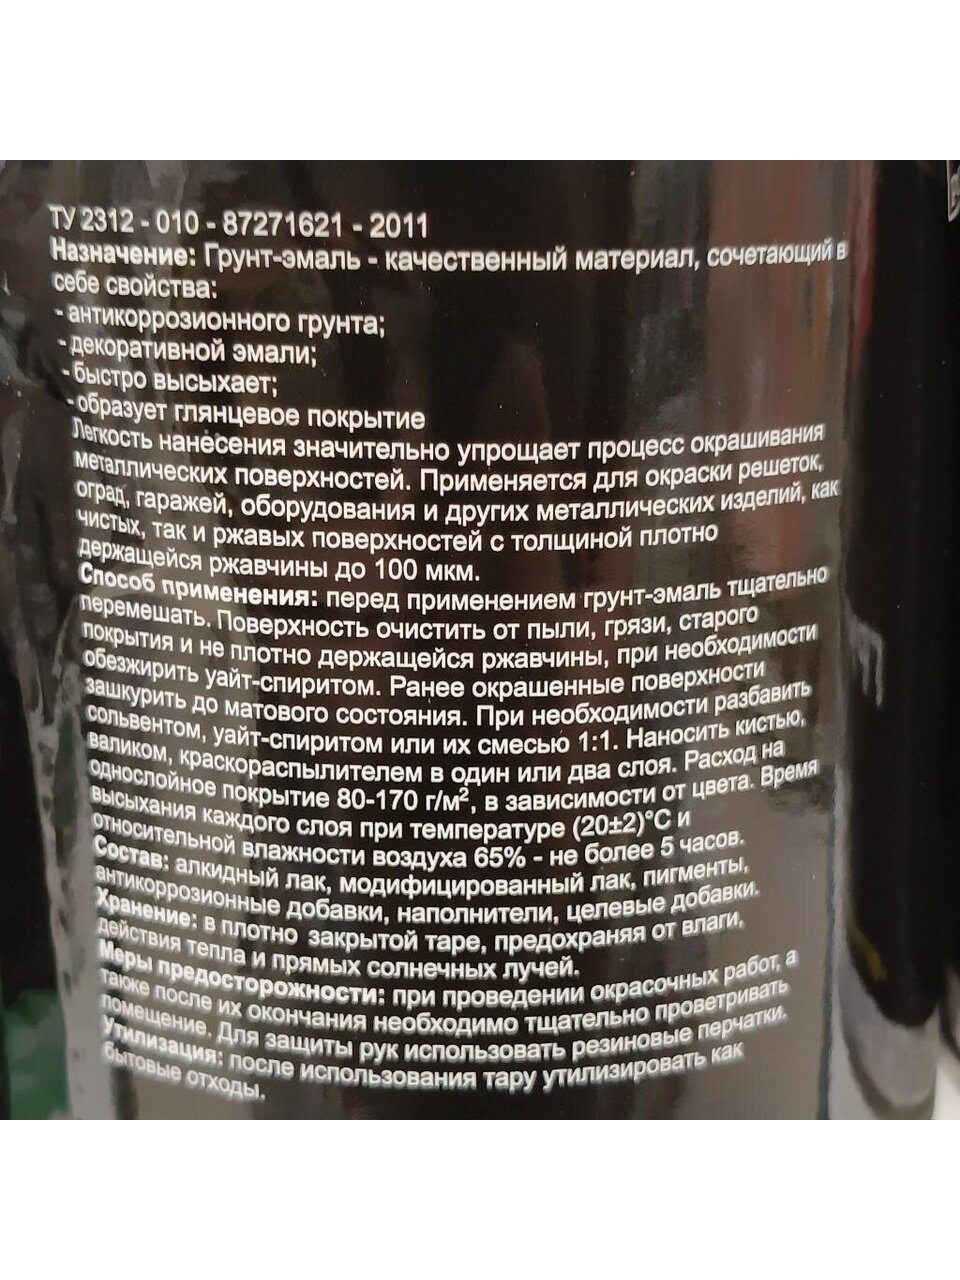 ТУ 2312 - 010 - 87271621 - 2011
Назначение: Грунт-эмаль - качественный материал, сочетающий в
себе свойства:
- антикоррозионного грунта;
- декоративной эмали;
- быстро высыхает;
- образует глянцевое покрытие
Легкость нанесения значительно упрощает процесс окрашивания
металлических поверхностей. Применяется для окраски решеток,
оград, гаражей, оборудования и других металлических изделий, как
чистых, так и ржавых поверхностей с толщиной плотно
держащейся ржавчины до 100 мкм.
Способ применения: перед применением грунт-эмаль тщательно
перемешать. Поверхность очистить от пыли, грязи, старого
покрытия и не плотно держащейся ржавчины, при необходимости
обезжирить уайт-спиритом. Ранее окрашенные поверхности
зашкурить до матового состояния. При необходимости разбавить
сольвентом, уайт-спиритом или их смесью 1:1. Наносить кистью,
валиком, краскораспылителем в один или два слоя. Расход на
однослойное покрытие 80-170 г/м², в зависимости от цвета. Время
высыхания каждого слоя при температуре (20±2)°С и
относительной влажности воздуха 65% - не более 5 часов.
Состав: алкидный лак, модифицированный лак, пигменты,
антикоррозионные добавки, наполнители, целевые добавки.
Хранение: в плотно закрытой таре, предохраняя от влаги,
действия тепла и прямых солнечных лучей.
Меры предосторожности: при проведении окрасочных работ, а
также после их окончания необходимо тщательно проветривать
помещение. Для защиты рук использовать резиновые перчатки.
Утилизация: после использования тару утилизировать как
бытовые отходы,